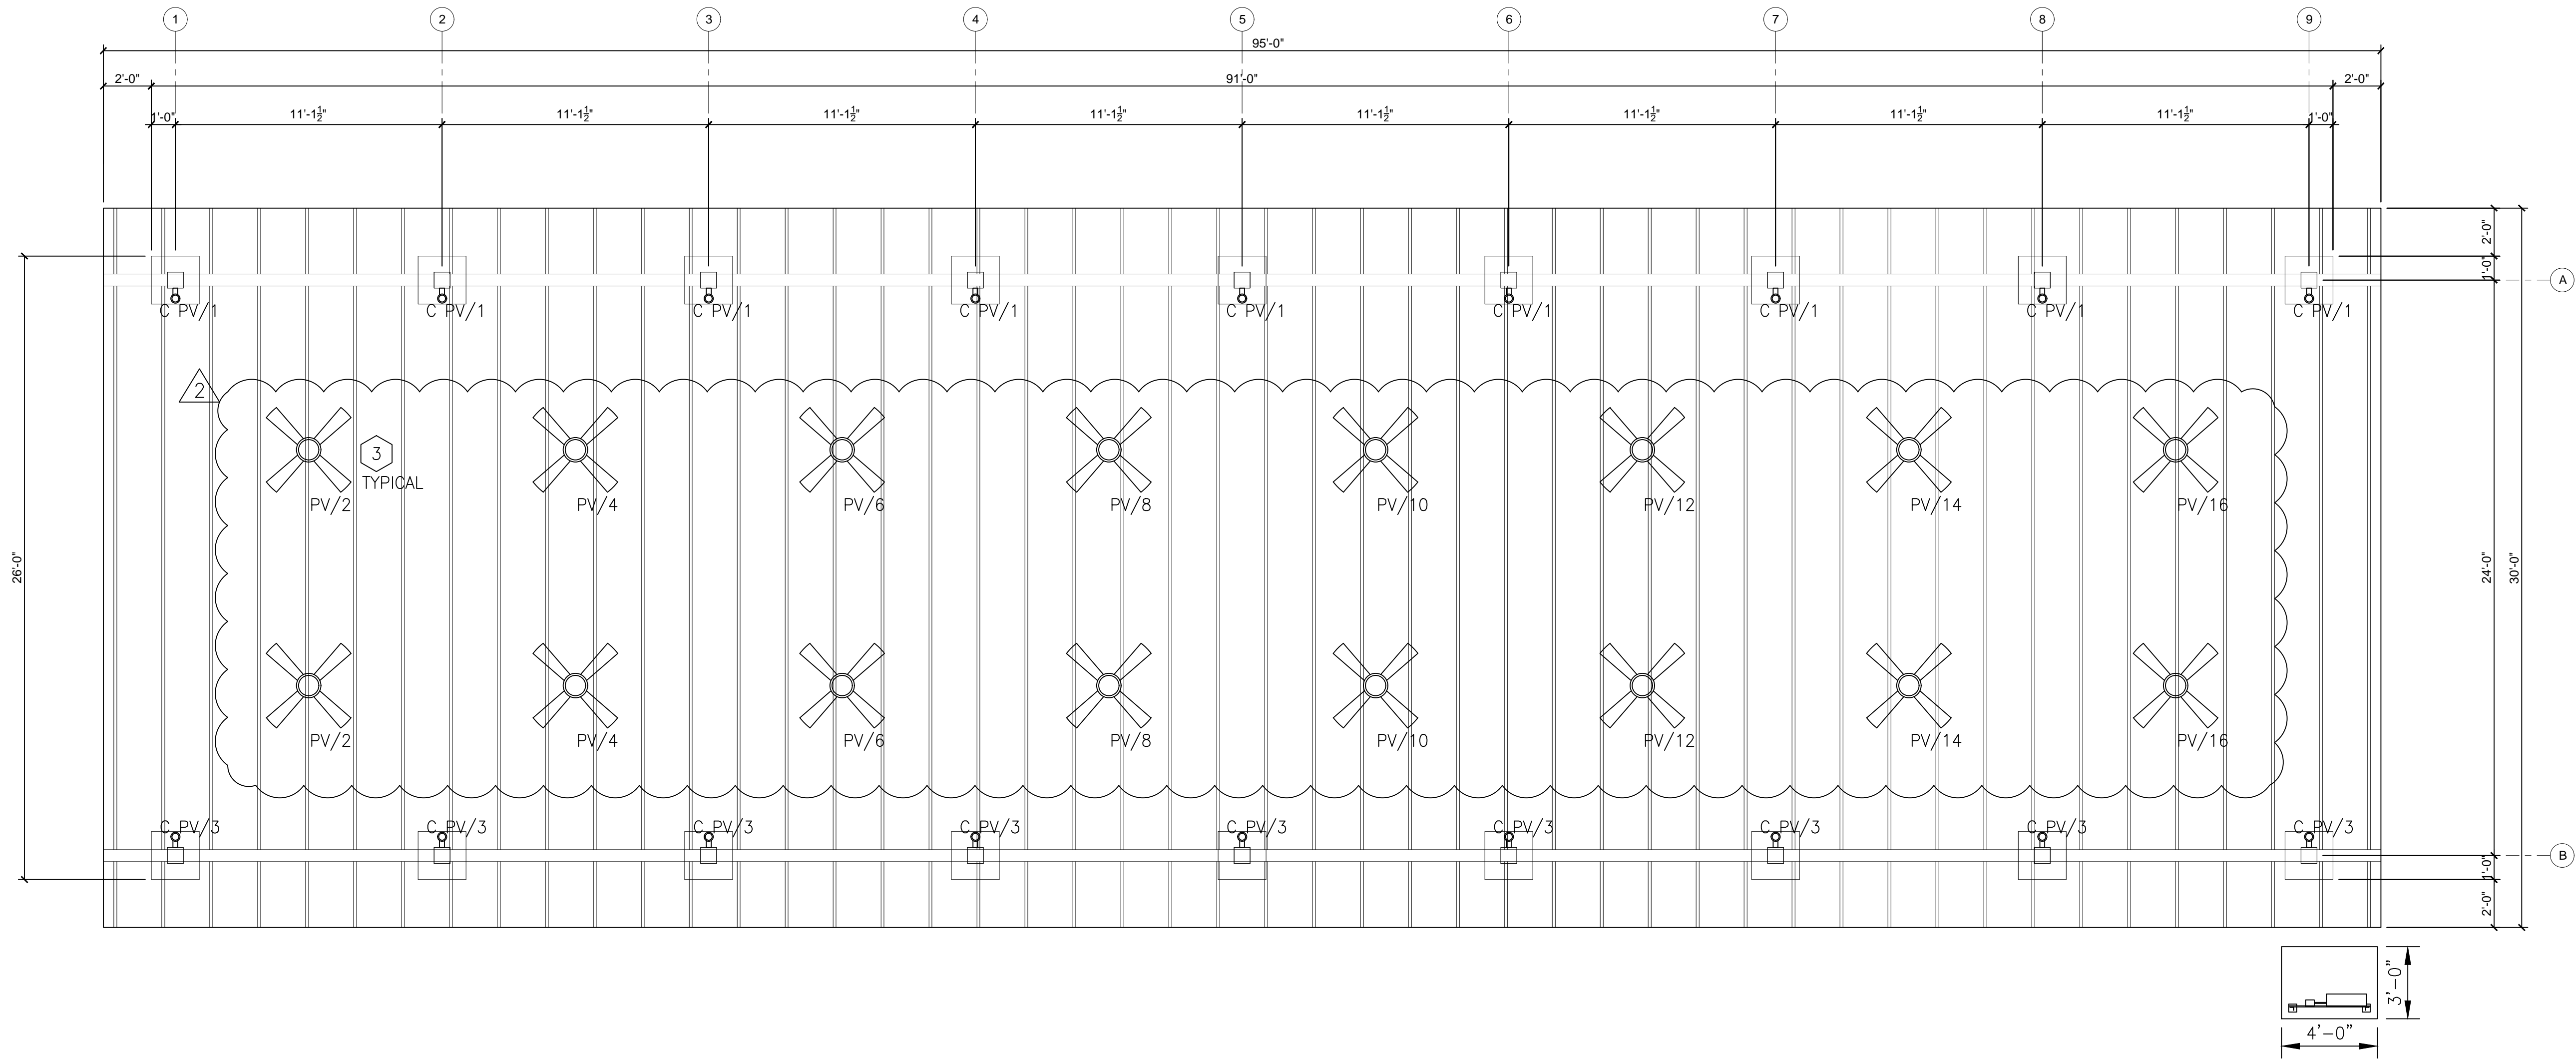 1 2 3 4 5 6 7 8 9
95'-0"
2'-0" 91'-0" 2'-0"
1'-0" 11'-1½" 11'-1½" 11'-1½" 11'-1½" 11'-1½" 11'-1½" 11'-1½" 11'-1½" 1'-0"
2'-0"
1'-0"
A
C PV/1 C PV/1 C PV/1 C PV/1 C PV/1 C PV/1 C PV/1 C PV/1 C PV/1
2
3
TYPICAL
PV/2 PV/4 PV/6 PV/8 PV/10 PV/12 PV/14 PV/16
26'-0" 24'-0" 30'-0"
PV/2 PV/4 PV/6 PV/8 PV/10 PV/12 PV/14 PV/16
C PV/3 C PV/3 C PV/3 C PV/3 C PV/3 C PV/3 C PV/3 C PV/3 C PV/3
B
1'-0"
2'-0"
3'-0"
4'-0"